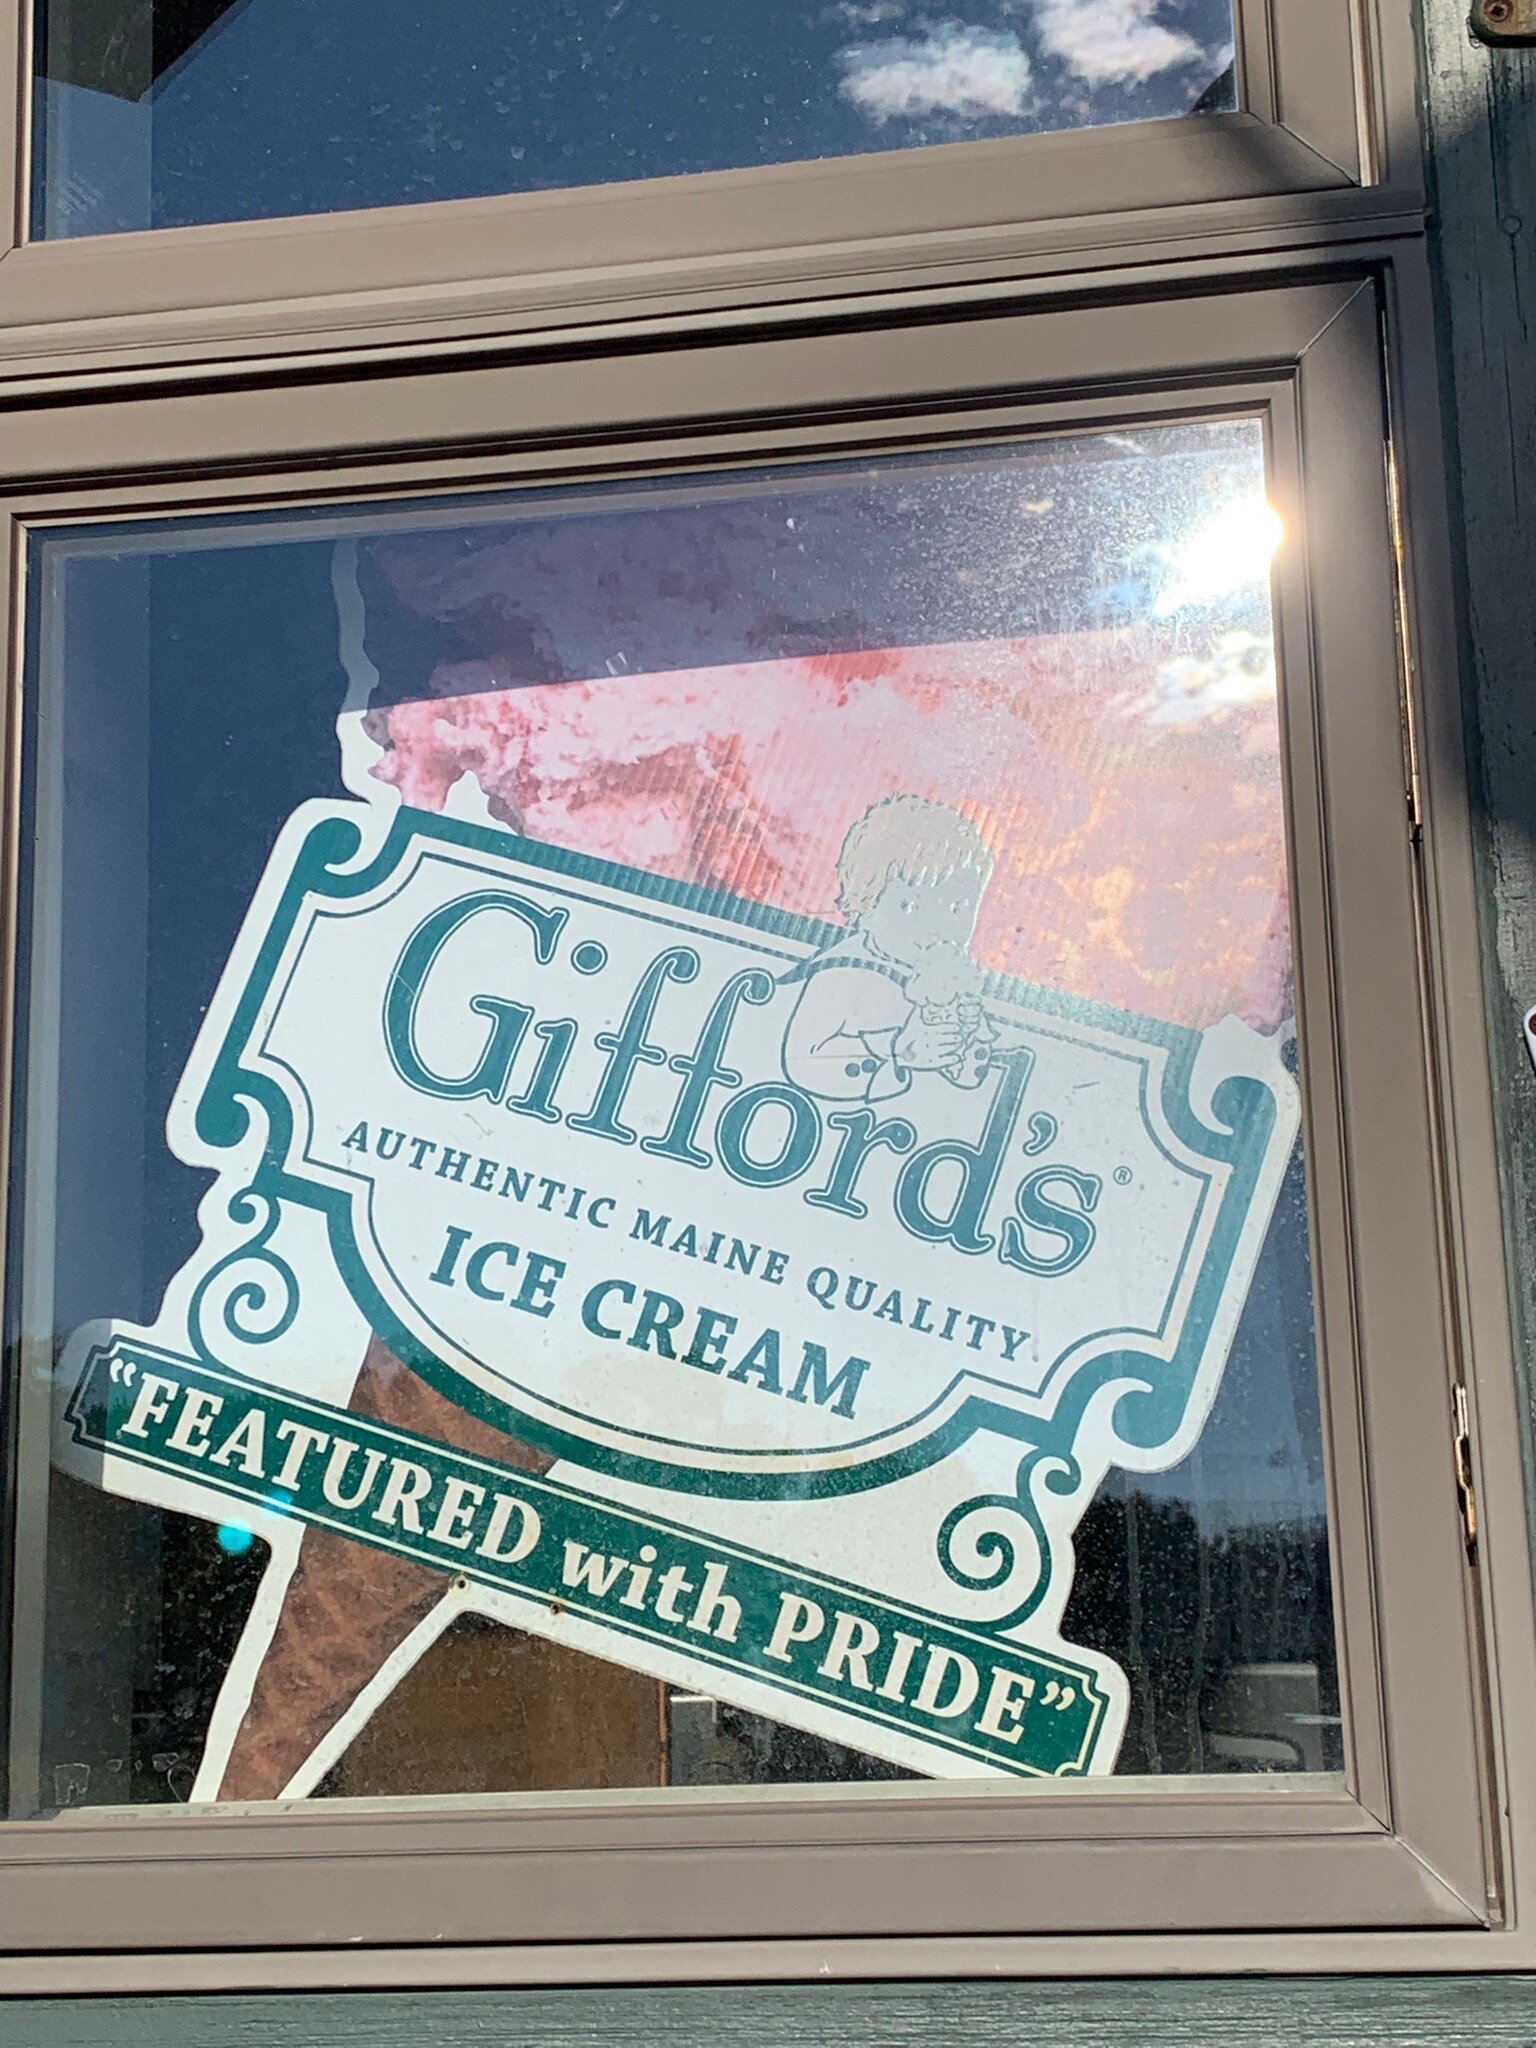 Gifford's®
AUTHENTIC MAINE QUALITY
ICE CREAM
“FEATURED with PRIDE”